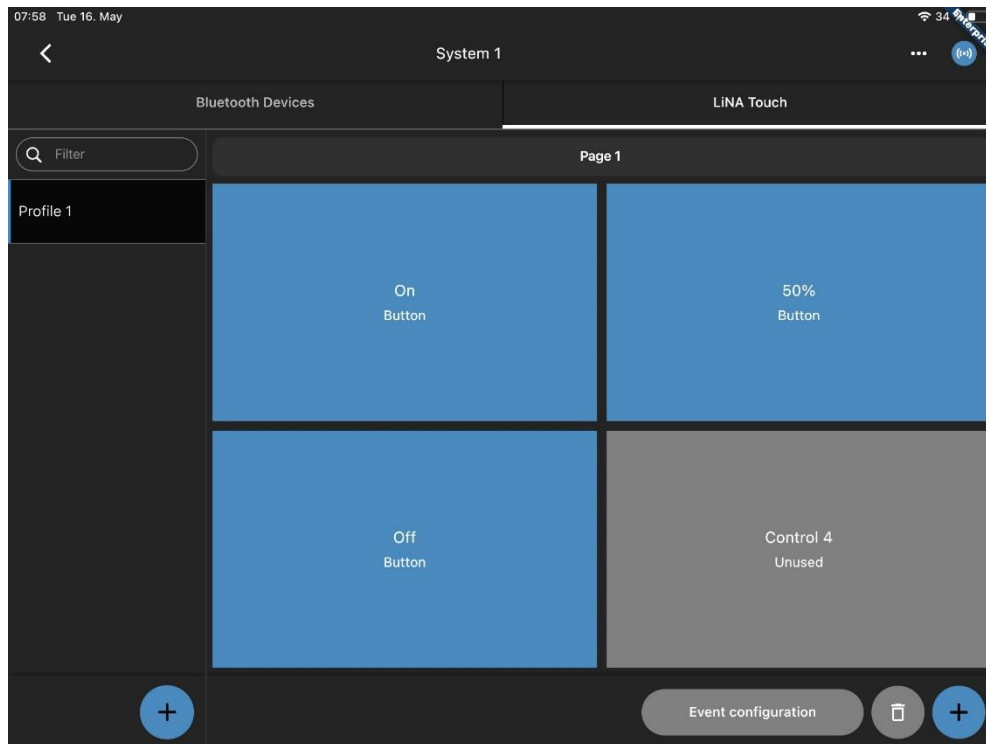 07:58 Tue 16. May
34
System 1
Bluetooth Devices
LiNA Touch
Filter
Page 1
Profile 1
On
Button
50%
Button
Off
Button
Control 4
Unused
Event configuration